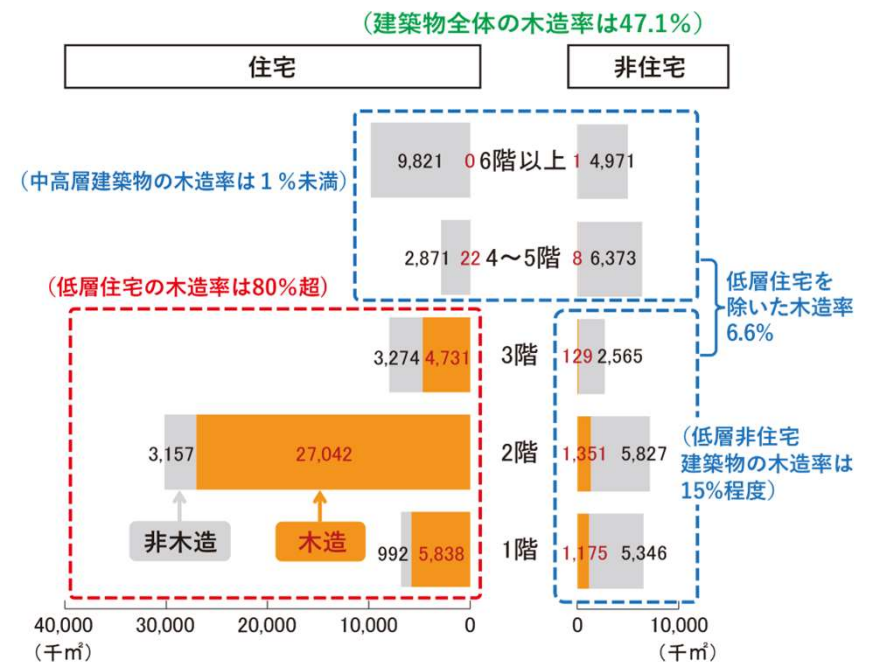 (建築物全体の木造率は47.1%)
住宅 非住宅
9,821 0 6階以上 1 4,971
(中高層建築物の木造率は1%未満)
2,871 22 4〜5階 8 6,373
(低層住宅の木造率は80%超)
低層住宅を
除いた木造率
6.6%
3,274 4,731 3階 129 2,565
3,157 27,042 2階 1,351 5,827
(低層非住宅
建築物の木造率は
15%程度)
非木造 木造
992 5,838 1階 1,175 5,346
40,000 30,000 20,000 10,000 0 0 10,000
(千㎡) (千㎡)